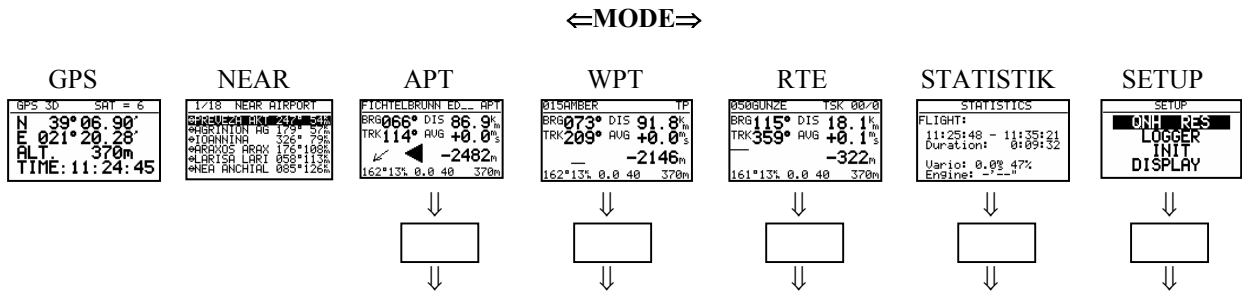 ⇐MODE⇒
GPS NEAR APT WPT RTE STATISTIK SETUP
GPS 3D SAT = 6
N 39°06.90'
E 021°20.28'
ALT. 370m
TIME:11:24:45
1/18 NEAR AIRPORT
PREVEZA AKT 247° 54km
AGRINION AG 179° 57km
IOANNINA 326° 79km
ARAXOS ARAX 176°108km
LARISA LARI 058°113km
NEA ANCHIAL 085°126km
FICHTELBRUNN ED__ APT
BRG066° DIS 86.9km
TRK114° AVG +0.0m/s
-2482m
162°13km 0.0 40 370m
015AMBER TP
BRG073° DIS 91.8km
TRK209° AVG +0.0m/s
-2146m
162°13km 0.0 40 370m
050GUNZE TSK 00/0
BRG115° DIS 18.1km
TRK359° AVG +0.1m/s
-322m
161°13km 0.0 40 370m
STATISTICS
FLIGHT:
11:25:48 - 11:35:21
Duration: 0:09:32
Vario: 0.0m/s 47%
Engine: -'--"
SETUP
QNH RES
LOGGER
INIT
DISPLAY
⇓ ⇓ ⇓ ⇓ ⇓
⇓ ⇓ ⇓ ⇓ ⇓